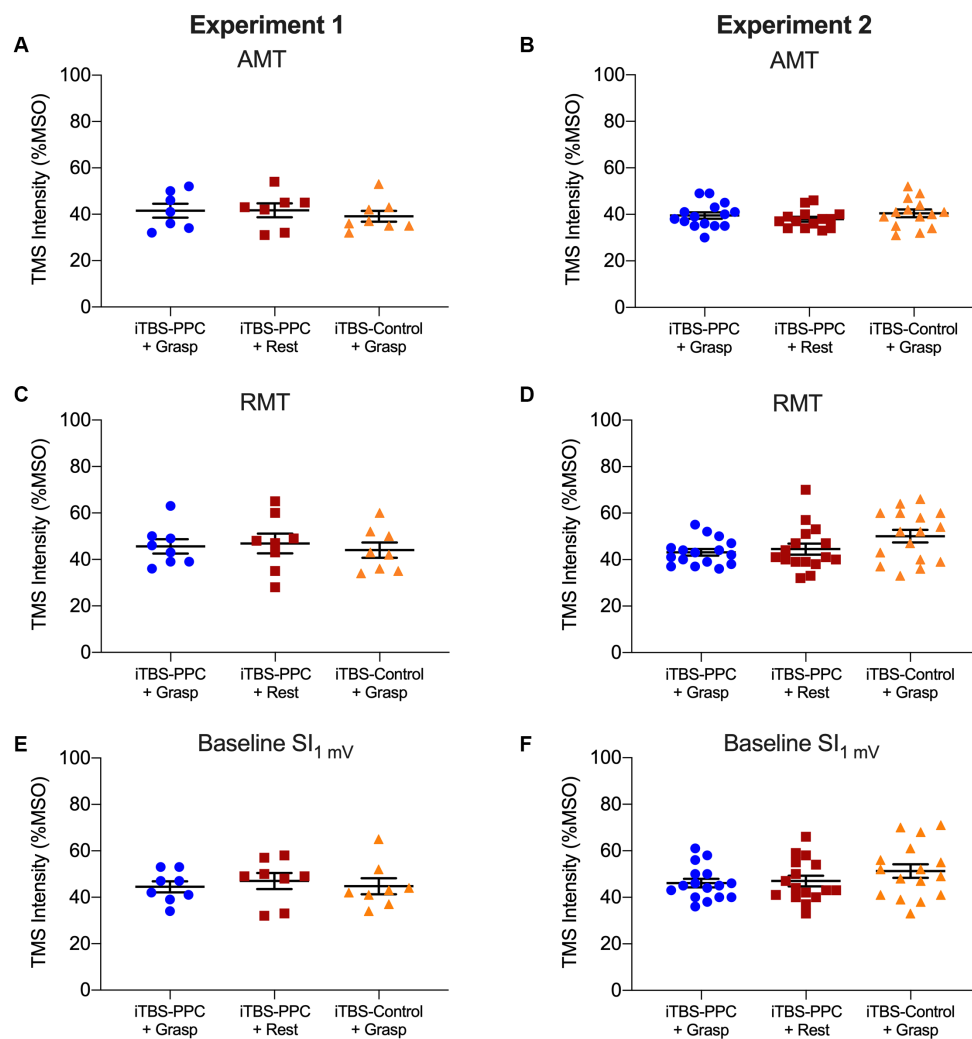 Experiment 1
Experiment 2
A
AMT
TMS Intensity (%MSO)
100
80
60
40
20
0
iTBS-PPC + Grasp
iTBS-PPC + Rest
iTBS-Control + Grasp
B
AMT
TMS Intensity (%MSO)
100
80
60
40
20
0
iTBS-PPC + Grasp
iTBS-PPC + Rest
iTBS-Control + Grasp
C
RMT
TMS Intensity (%MSO)
100
80
60
40
20
0
iTBS-PPC + Grasp
iTBS-PPC + Rest
iTBS-Control + Grasp
D
RMT
TMS Intensity (%MSO)
100
80
60
40
20
0
iTBS-PPC + Grasp
iTBS-PPC + Rest
iTBS-Control + Grasp
E
Baseline SI1 mV
TMS Intensity (%MSO)
100
80
60
40
20
0
iTBS-PPC + Grasp
iTBS-PPC + Rest
iTBS-Control + Grasp
F
Baseline SI1 mV
TMS Intensity (%MSO)
100
80
60
40
20
0
iTBS-PPC + Grasp
iTBS-PPC + Rest
iTBS-Control + Grasp